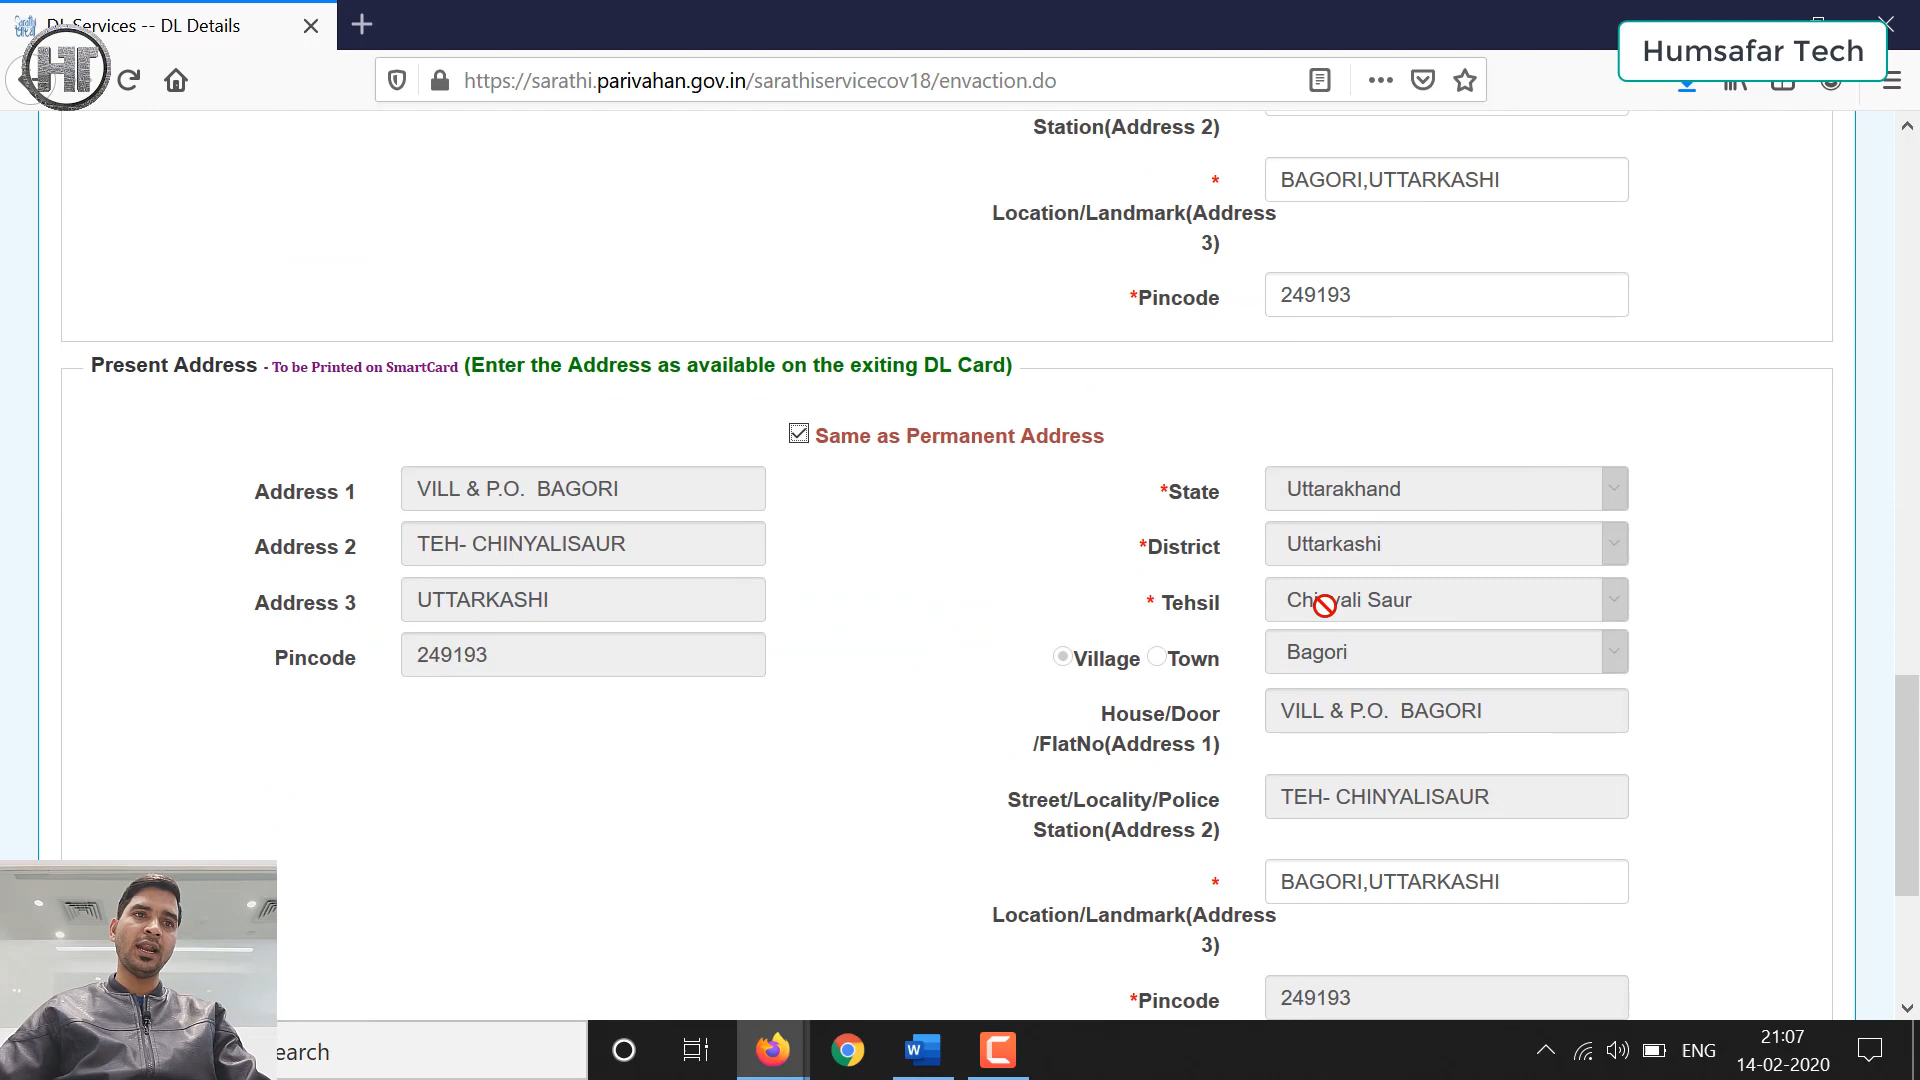 DL Services -- DL Details
HT
Humsafar Tech
https://sarathi.parivahan.gov.in/sarathiservicecov18/envaction.do
Station(Address 2)
* BAGORI,UTTARKASHI
Location/Landmark(Address
3)
*Pincode 249193
Present Address - To be Printed on SmartCard (Enter the Address as available on the exiting DL Card)
Same as Permanent Address
Address 1 VILL & P.O. BAGORI *State Uttarakhand
Address 2 TEH- CHINYALISAUR *District Uttarkashi
Address 3 UTTARKASHI * Tehsil Chinyali Saur
Pincode 249193 Village Town Bagori
House/Door VILL & P.O. BAGORI
/FlatNo(Address 1)
Street/Locality/Police TEH- CHINYALISAUR
Station(Address 2)
* BAGORI,UTTARKASHI
Location/Landmark(Address
3)
*Pincode 249193
earch
W
ENG
21:07
14-02-2020